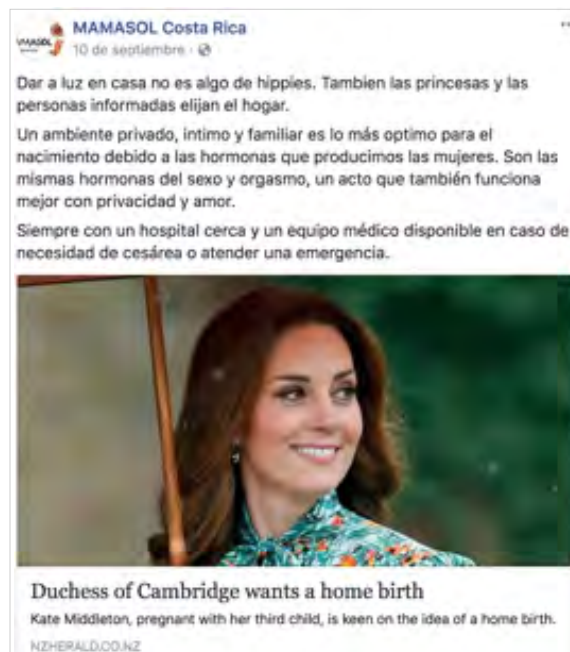 MAMASOL Costa Rica
10 de septiembre ·
Dar a luz en casa no es algo de hippies. Tambien las princesas y las
personas informadas elijan el hogar.
Un ambiente privado, intimo y familiar es lo más optimo para el
nacimiento debido a las hormonas que producimos las mujeres. Son las
mismas hormonas del sexo y orgasmo, un acto que también funciona
mejor con privacidad y amor.
Siempre con un hospital cerca y un equipo médico disponible en caso de
necesidad de cesárea o atender una emergencia.
Duchess of Cambridge wants a home birth
Kate Middleton, pregnant with her third child, is keen on the idea of a home birth.
NZHERALD.CO.NZ